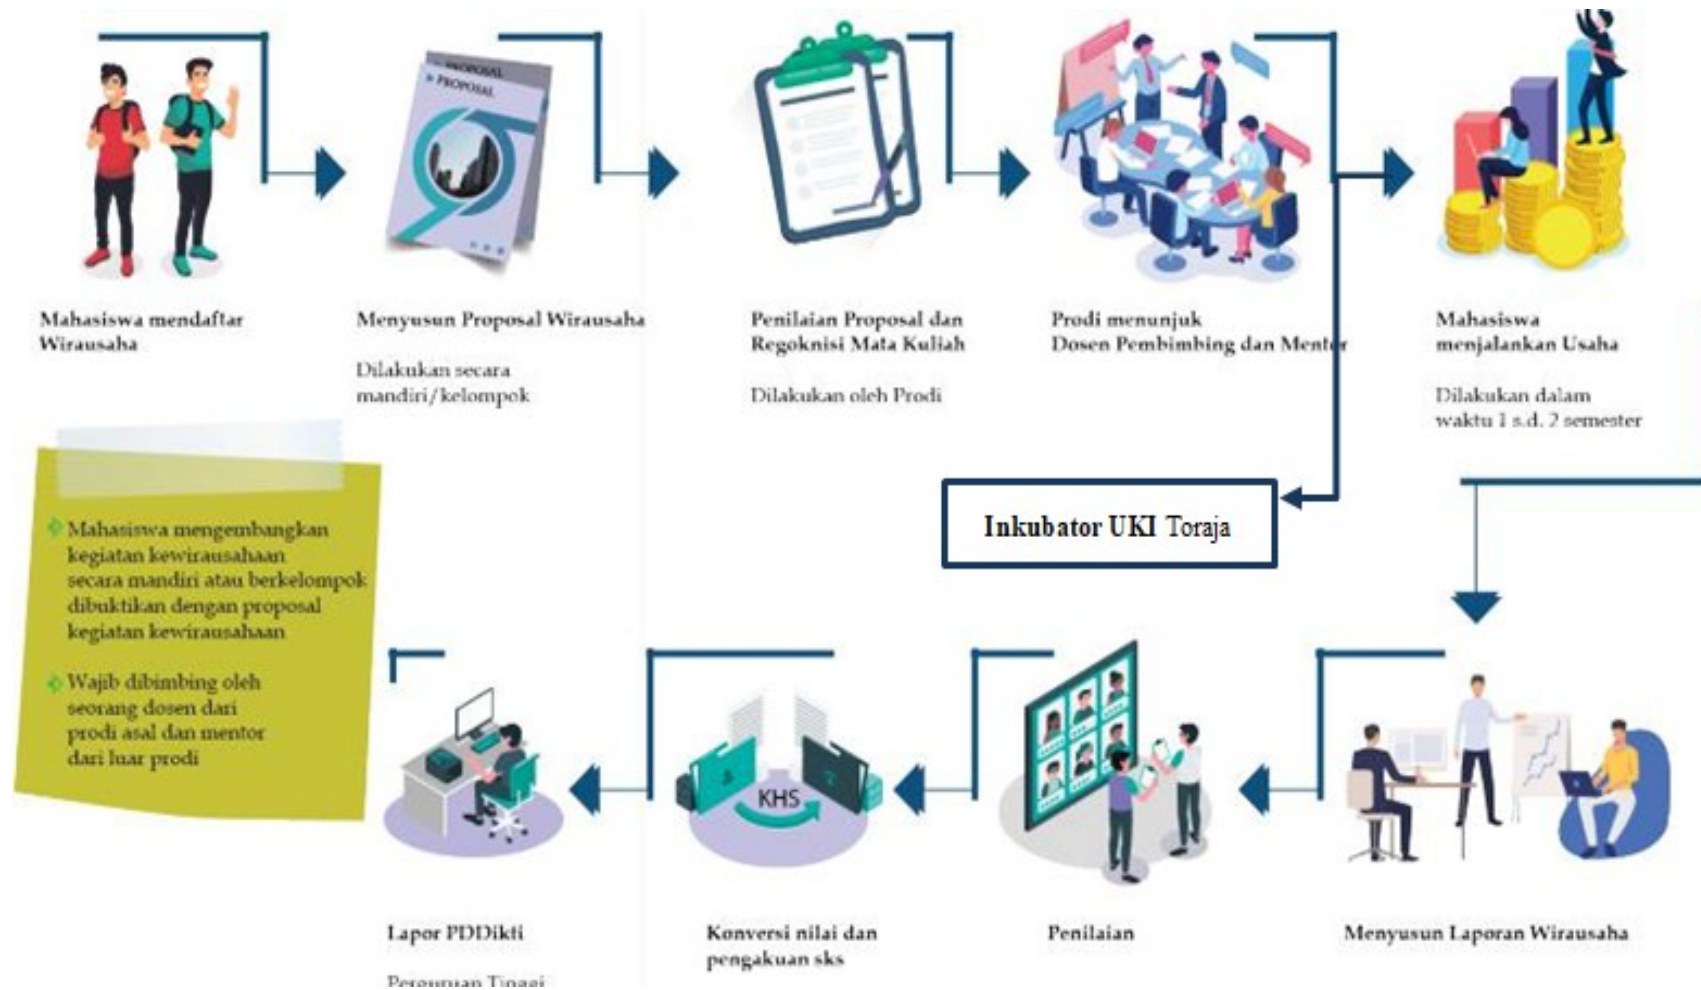 PROPOSAL
PROPOSAL
Mahasiswa mendaftar
Wirausaha
Menyusun Proposal Wirausaha
Dilakukan secara
mandiri/kelompok
Penilaian Proposal dan
Regoknisi Mata Kuliah
Dilakukan oleh Prodi
Prodi menunjuk
Dosen Pembimbing dan Mentor
Mahasiswa
menjalankan Usaha
Dilakukan dalam
waktu 1 s.d. 2 semester
Inkubator UKI Toraja
Mahasiswa mengembangkan
kegiatan kewirausahaan
secara mandiri atau berkelompok
dibuktikan dengan proposal
kegiatan kewirausahaan
Wajib dibimbing oleh
seorang dosen dari
prodi asal dan mentor
dari luar prodi
KHS
Lapor PDDikti
Perguruan Tinggi
Konversi nilai dan
pengakuan sks
Penilaian
Menyusun Laporan Wirausaha